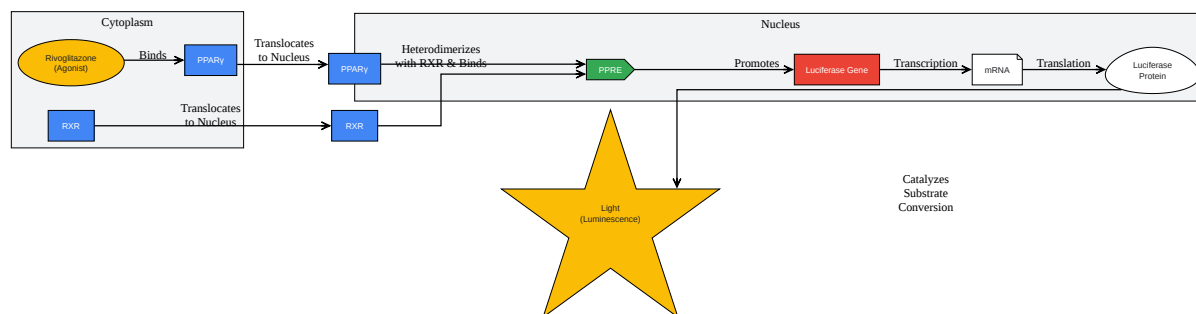 Cytoplasm
Nucleus
Rivoglitazone
(Agonist)
Binds
PPARγ
Translocates
to Nucleus
PPARγ
Heterodimerizes
with RXR & Binds
PPRE
Promotes
Luciferase Gene
Transcription
mRNA
Translation
Luciferase
Protein
RXR
Translocates
to Nucleus
RXR
Light
(Luminescence)
Catalyzes
Substrate
Conversion